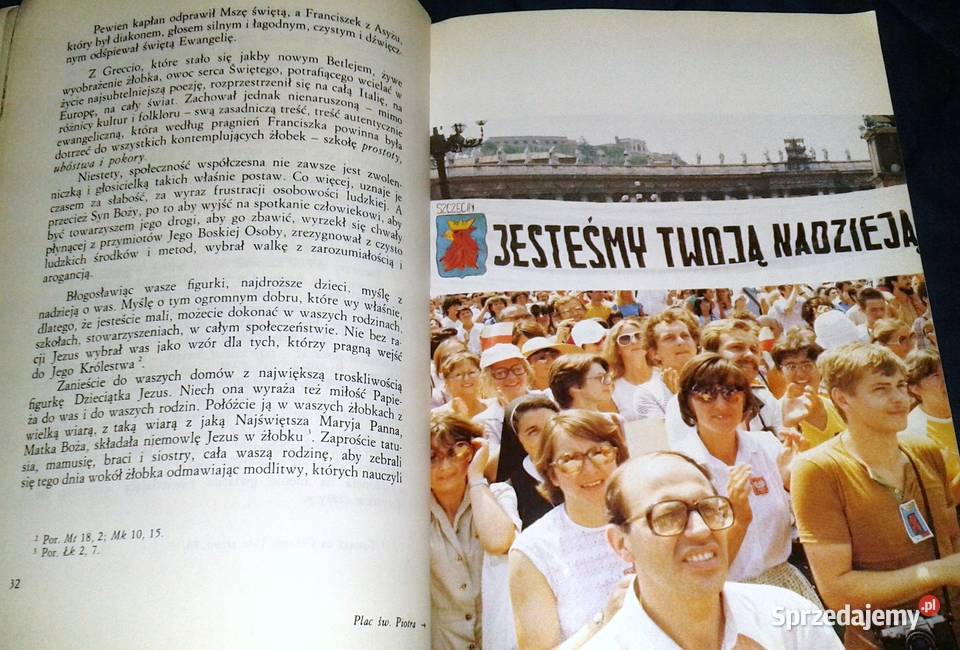 Pewien kapłan odprawił Mszę świętą, a Franciszek z Asyżu,
który był diakonem, głosem silnym i łagodnym, czystym i dźwięcz-
nym odśpiewał świętą Ewangelię.
Z Greccio, które stało się jakby nowym Betlejem, żywe
wyobrażenie żłobka, owoc serca Świętego, potrafiącego wcielać w
życie najsubtelniejszą poezję, rozprzestrzenił się na całą Italię, na
Europę, na cały świat. Zachował jednak nienaruszoną – mimo
różnicy kultur i folkloru – swą zasadniczą treść, treść autentycznie
ewangeliczną, która według pragnień Franciszka powinna była
dotrzeć do wszystkich kontemplujących żłobek – szkołę prostoty,
ubóstwa i pokory.
Niestety, społeczność współczesna nie zawsze jest zwolen-
niczką i głosicielką takich właśnie postaw. Co więcej, uznaje je
czasem za słabość, za wyraz frustracji osobowości ludzkiej. A
przecież Syn Boży, po to aby wyjść na spotkanie człowiekowi, aby
być towarzyszem jego drogi, aby go zbawić, wyrzekł się chwały
płynącej z przymiotów Jego Boskiej Osoby, zrezygnował z czysto
ludzkich środków i metod, wybrał walkę z zarozumiałością i
arogancją.
Błogosławiąc wasze figurki, najdroższe dzieci, myślę z
nadzieją o was. Myślę o tym ogromnym dobru, które wy właśnie,
dlatego, że jesteście mali, możecie dokonać w waszych rodzinach,
szkołach, stowarzyszeniach, w całym społeczeństwie. Nie bez ra-
cji Jezus wybrał was jako wzór dla tych, którzy pragną wejść
do Jego Królestwa ².
Zanieście do waszych domów z największą troskliwością
figurkę Dzieciątka Jezus. Niech ona wyraża też miłość Papie-
ża do was i do waszych rodzin. Połóżcie ją w waszych żłobkach z
wielką wiarą, z taką wiarą z jaką Najświętsza Maryja Panna,
Matka Boża, składała niemowlę Jezus w żłobku ³. Zaproście tatu-
sia, mamusię, braci i siostry, cała waszą rodzinę, aby zebrali
się tego dnia wokół żłobka odmawiając modlitwy, których nauczyli
² Por. Mt 18, 2; Mk 10, 15.
³ Por. Łk 2, 7.
32
Plac św. Piotra →
SZCZECIN
JESTEŚMY TWOJĄ NADZIEJĄ
Sprzedajemy.pl